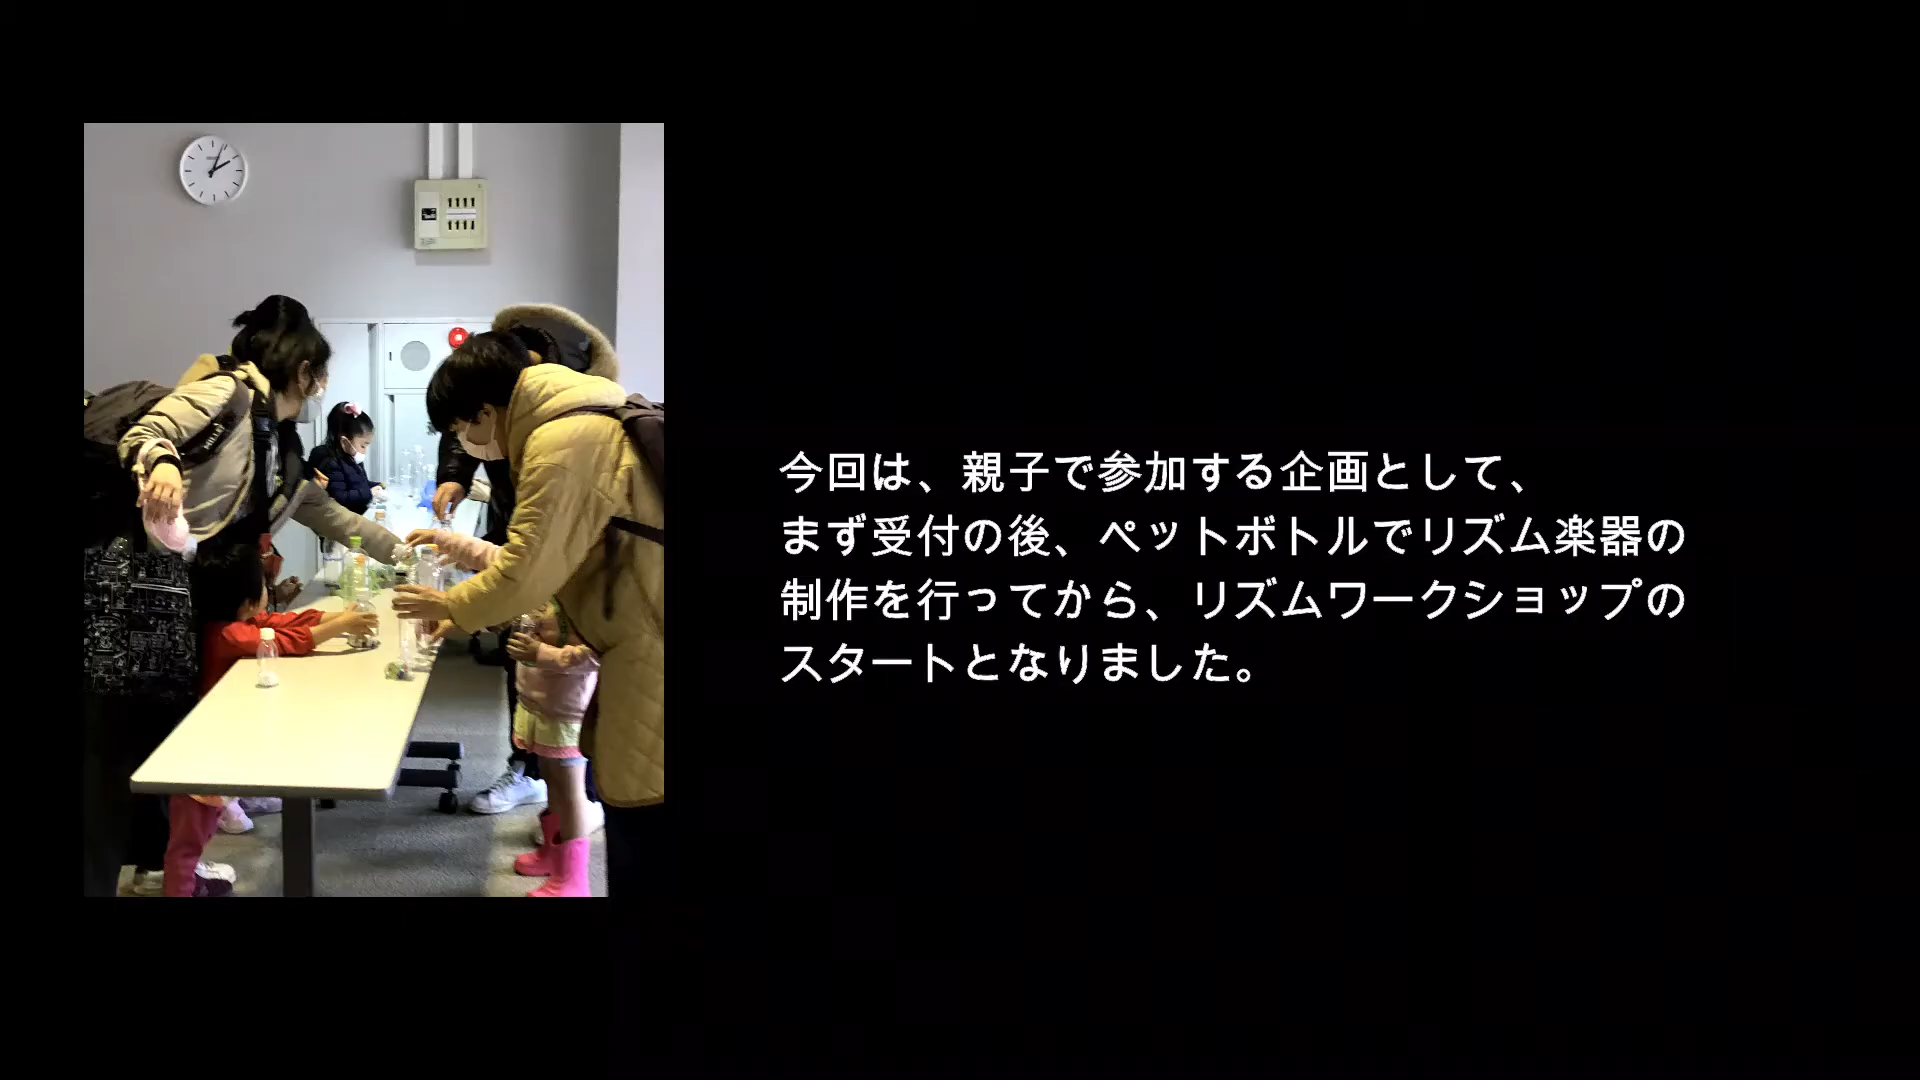 今回は、親子で参加する企画として、
まず受付の後、ペットボトルでリズム楽器の
制作を行ってから、リズムワークショップの
スタートとなりました。